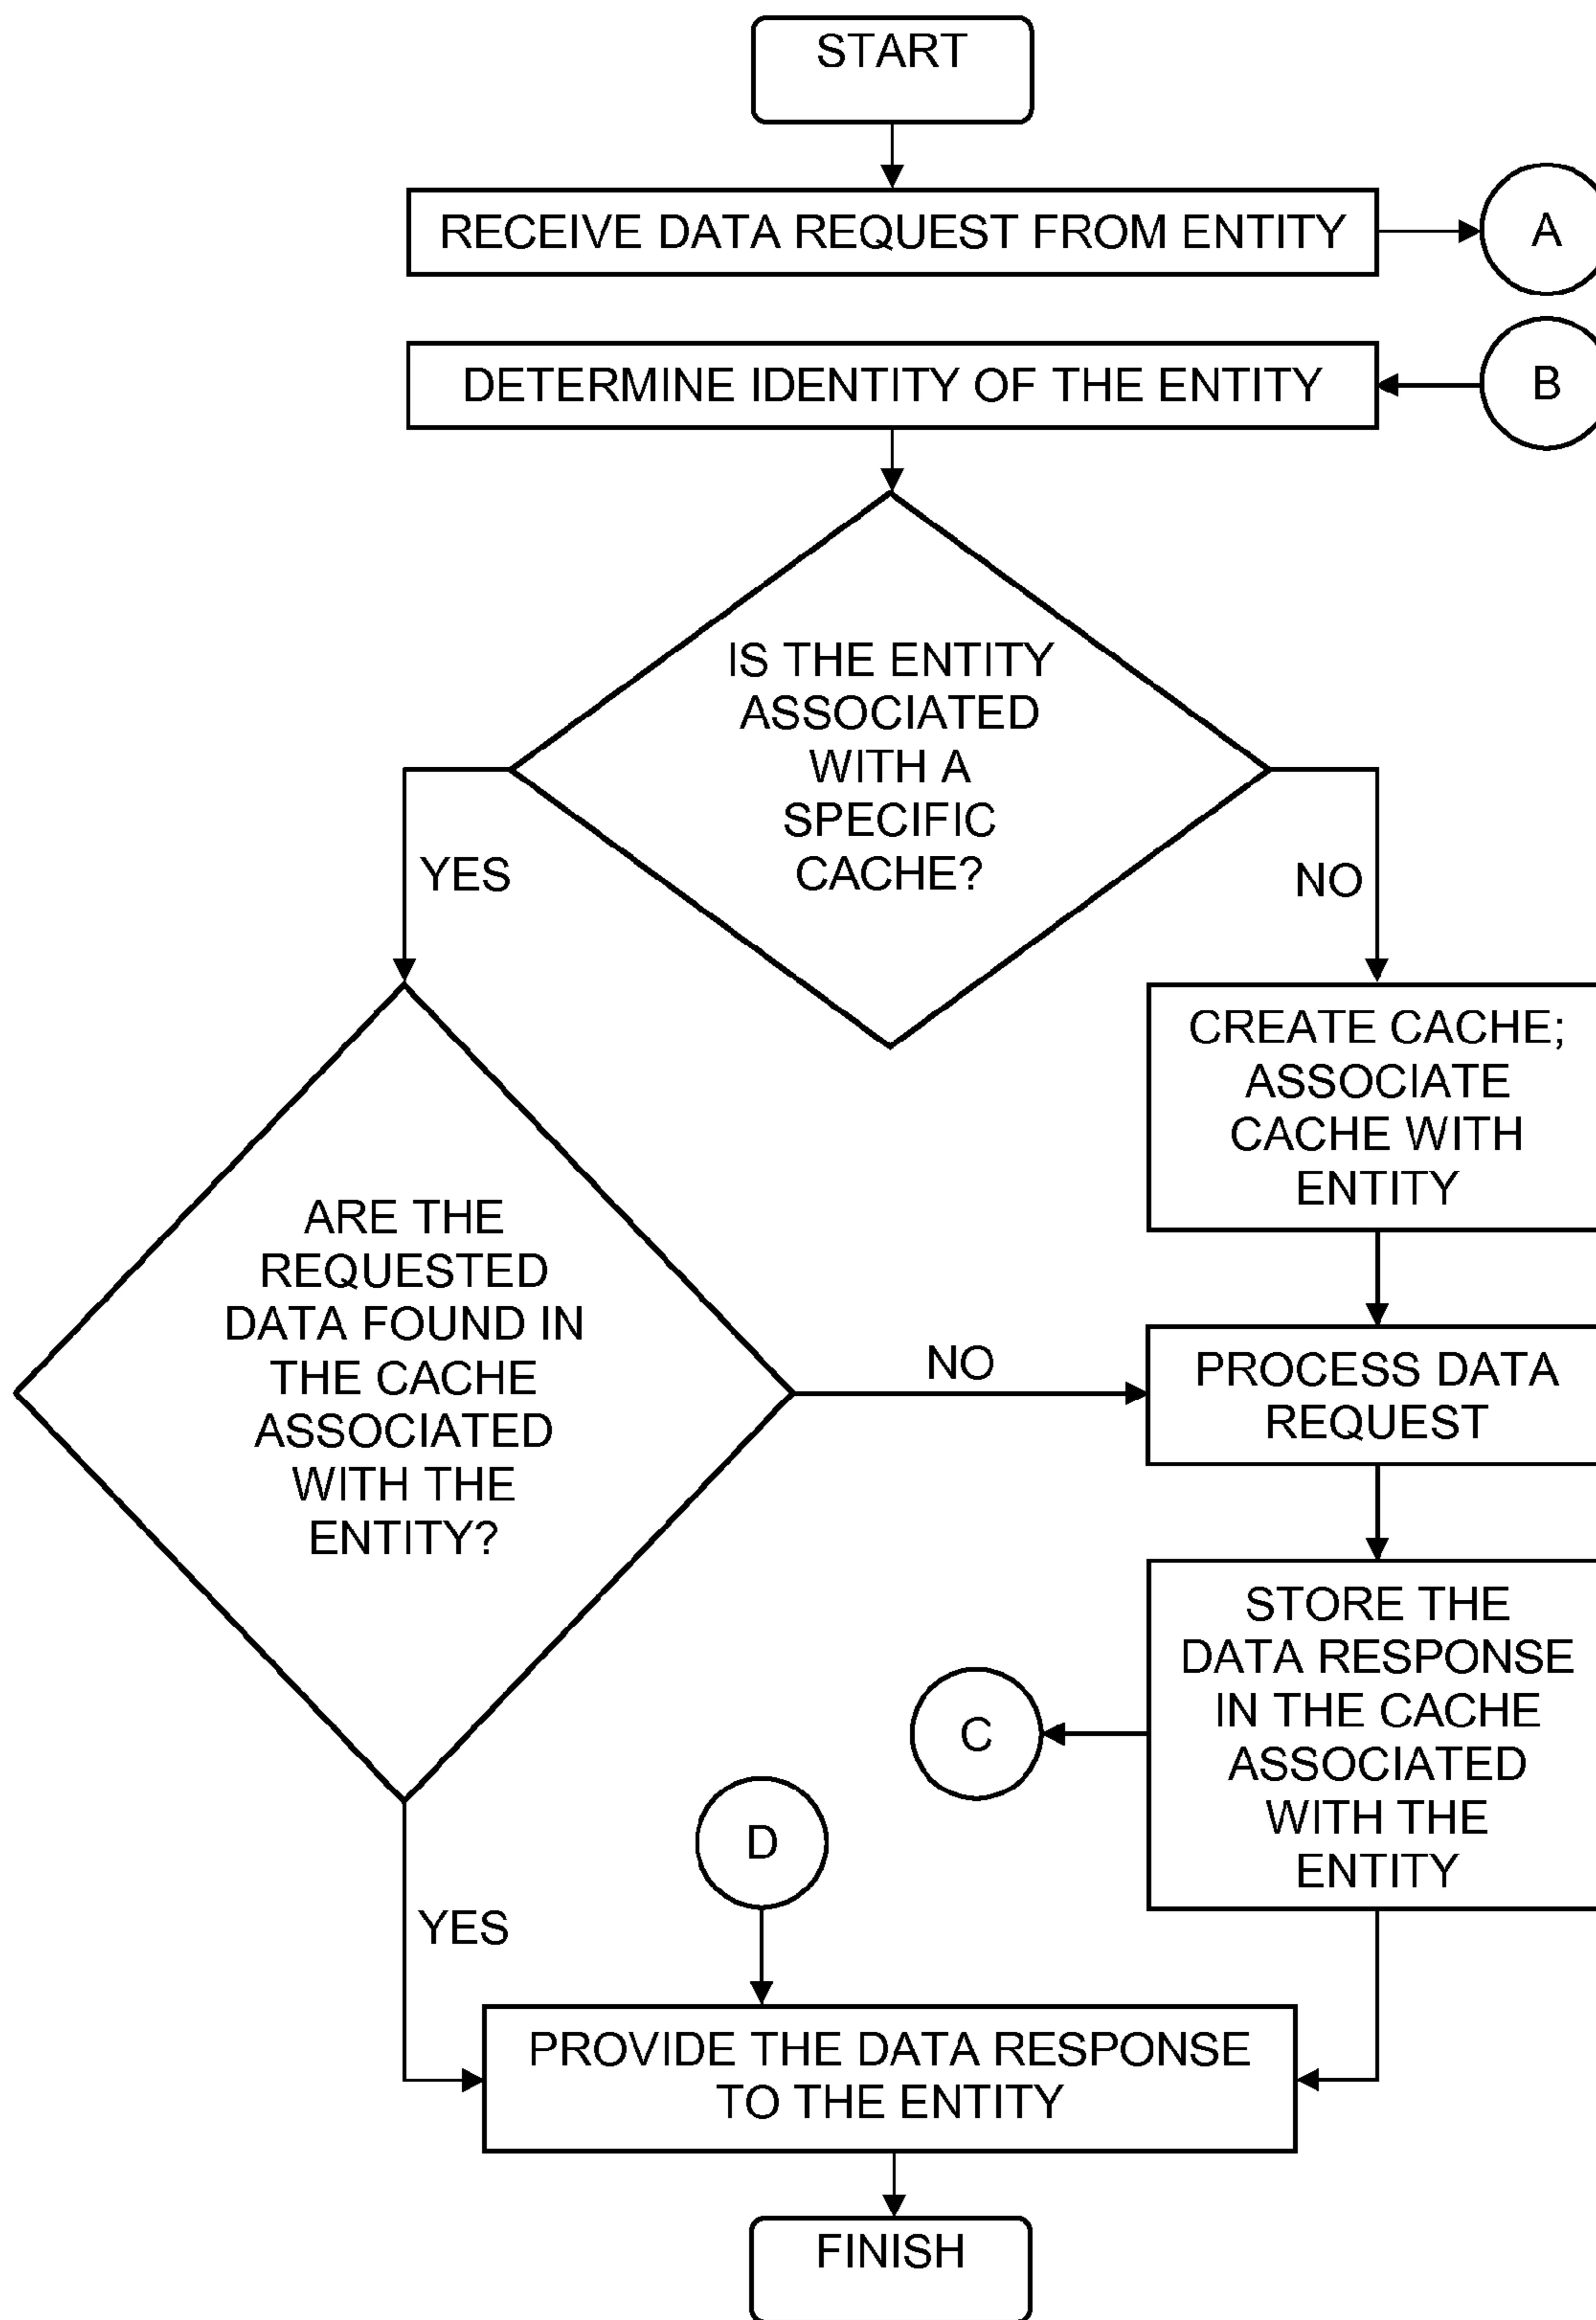 START
RECEIVE DATA REQUEST FROM ENTITY
A
DETERMINE IDENTITY OF THE ENTITY
B
IS THE ENTITY
ASSOCIATED
WITH A
SPECIFIC
CACHE?
YES
NO
CREATE CACHE;
ASSOCIATE
CACHE WITH
ENTITY
ARE THE
REQUESTED
DATA FOUND IN
THE CACHE
ASSOCIATED
WITH THE
ENTITY?
NO
PROCESS DATA
REQUEST
STORE THE
DATA RESPONSE
IN THE CACHE
ASSOCIATED
WITH THE
ENTITY
C
D
YES
PROVIDE THE DATA RESPONSE
TO THE ENTITY
FINISH